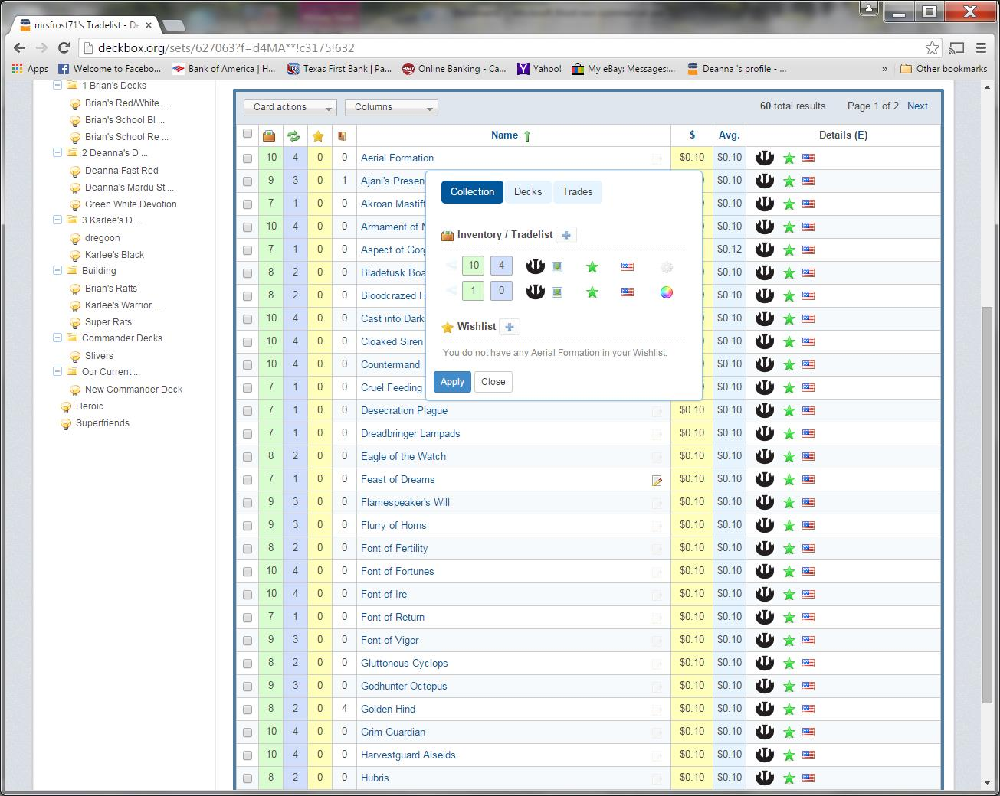 mrsfrost71's Tradelist - De
deckbox.org/sets/627063?f=d4MA**!c3175!632
Apps Welcome to Facebo... Bank of America | H... Texas First Bank | Pa... Online Banking - Ca... Yahoo! My eBay: Messages:... Deanna 's profile - ... » Other bookmarks
1 Brian's Decks
Brian's Red/White ...
Brian's School Bl ...
Brian's School Re ...
2 Deanna's D ...
Deanna Fast Red
Deanna's Mardu St ...
Green White Devotion
3 Karlee's D ...
dregoon
Karlee's Black
Building
Brian's Ratts
Karlee's Warrior ...
Super Rats
Commander Decks
Slivers
Our Current ...
New Commander Deck
Heroic
Superfriends
Card actions Columns 60 total results Page 1 of 2 Next
Name $ Avg. Details (E)
10 4 0 0 Aerial Formation $0.10 $0.10
9 3 0 1 Ajani's Presen 0 $0.10
7 1 0 0 Akroan Mastiff 0 $0.10
10 4 0 0 Armament of N 0 $0.10
7 1 0 0 Aspect of Gorg 0 $0.12
8 2 0 0 Bladetusk Boa 0 $0.10
8 2 0 0 Bloodcrazed H 0 $0.10
10 4 0 0 Cast into Dark 0 $0.10
10 4 0 0 Cloaked Siren 0 $0.10
10 4 0 0 Countermand 0 $0.10
7 1 0 0 Cruel Feeding 0 $0.10
7 1 0 0 Desecration Plague $0.10 $0.10
7 1 0 0 Dreadbringer Lampads $0.10 $0.10
8 2 0 0 Eagle of the Watch $0.10 $0.10
7 1 0 0 Feast of Dreams $0.10 $0.10
9 3 0 0 Flamespeaker's Will $0.10 $0.10
9 3 0 0 Flurry of Horns $0.10 $0.10
8 2 0 0 Font of Fertility $0.10 $0.10
10 4 0 0 Font of Fortunes $0.10 $0.10
10 4 0 0 Font of Ire $0.10 $0.10
7 1 0 0 Font of Return $0.10 $0.10
9 3 0 0 Font of Vigor $0.10 $0.10
8 2 0 0 Gluttonous Cyclops $0.10 $0.10
9 3 0 0 Godhunter Octopus $0.10 $0.10
8 2 0 4 Golden Hind $0.10 $0.10
10 4 0 0 Grim Guardian $0.10 $0.10
10 4 0 0 Harvestguard Alseids $0.10 $0.10
8 2 0 0 Hubris $0.10 $0.10
Collection Decks Trades
Inventory / Tradelist +
10 4
1 0
Wishlist +
You do not have any Aerial Formation in your Wishlist.
Apply Close